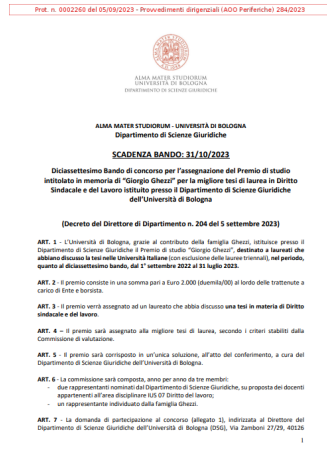 Prot. n. 0002260 del 05/09/2023 - Provvedimenti dirigenziali (AOO Periferiche) 284/2023
ALMA MATER STUDIORUM
UNIVERSITÀ DI BOLOGNA
DIPARTIMENTO DI SCIENZE GIURIDICHE
ALMA MATER STUDIORUM - UNIVERSITÀ DI BOLOGNA
Dipartimento di Scienze Giuridiche
SCADENZA BANDO: 31/10/2023
Diciassettesimo Bando di concorso per l'assegnazione del Premio di studio
intitolato in memoria di "Giorgio Ghezzi" per la migliore tesi di laurea in Diritto
Sindacale e del Lavoro istituito presso il Dipartimento di Scienze Giuridiche
dell'Università di Bologna
(Decreto del Direttore di Dipartimento n. 204 del 5 settembre 2023)
ART. 1 - L'Università di Bologna, grazie al contributo della famiglia Ghezzi, istituisce presso il
Dipartimento di Scienze Giuridiche il Premio di studio "Giorgio Ghezzi", destinato a laureati che
abbiano discusso la tesi nelle Università Italiane (con esclusione delle lauree triennali), nel periodo,
quanto al diciassettesimo bando, dal 1° settembre 2022 al 31 luglio 2023.
ART. 2 - Il premio consiste in una somma pari a Euro 2.000 (duemila/00) al lordo delle trattenute a
carico di Ente e borsista.
ART. 3 - Il premio verrà assegnato ad un laureato che abbia discusso una tesi in materia di Diritto
sindacale e del lavoro.
ART. 4 – Il premio sarà assegnato alla migliore tesi di laurea, secondo i criteri stabiliti dalla
Commissione di valutazione.
ART. 5 - Il premio sarà corrisposto in un'unica soluzione, all'atto del conferimento, a cura del
Dipartimento di Scienze Giuridiche dell'Università di Bologna.
ART. 6 - La commissione sarà composta, anno per anno da tre membri:
- due rappresentanti nominati dal Dipartimento di Scienze Giuridiche, su proposta dei docenti
appartenenti all'area disciplinare IUS 07 Diritto del lavoro;
- un rappresentante individuato dalla famiglia Ghezzi.
ART. 7 - La domanda di partecipazione al concorso (allegato 1), indirizzata al Direttore del
Dipartimento di Scienze Giuridiche dell'Università di Bologna (DSG), Via Zamboni 27/29, 40126
1